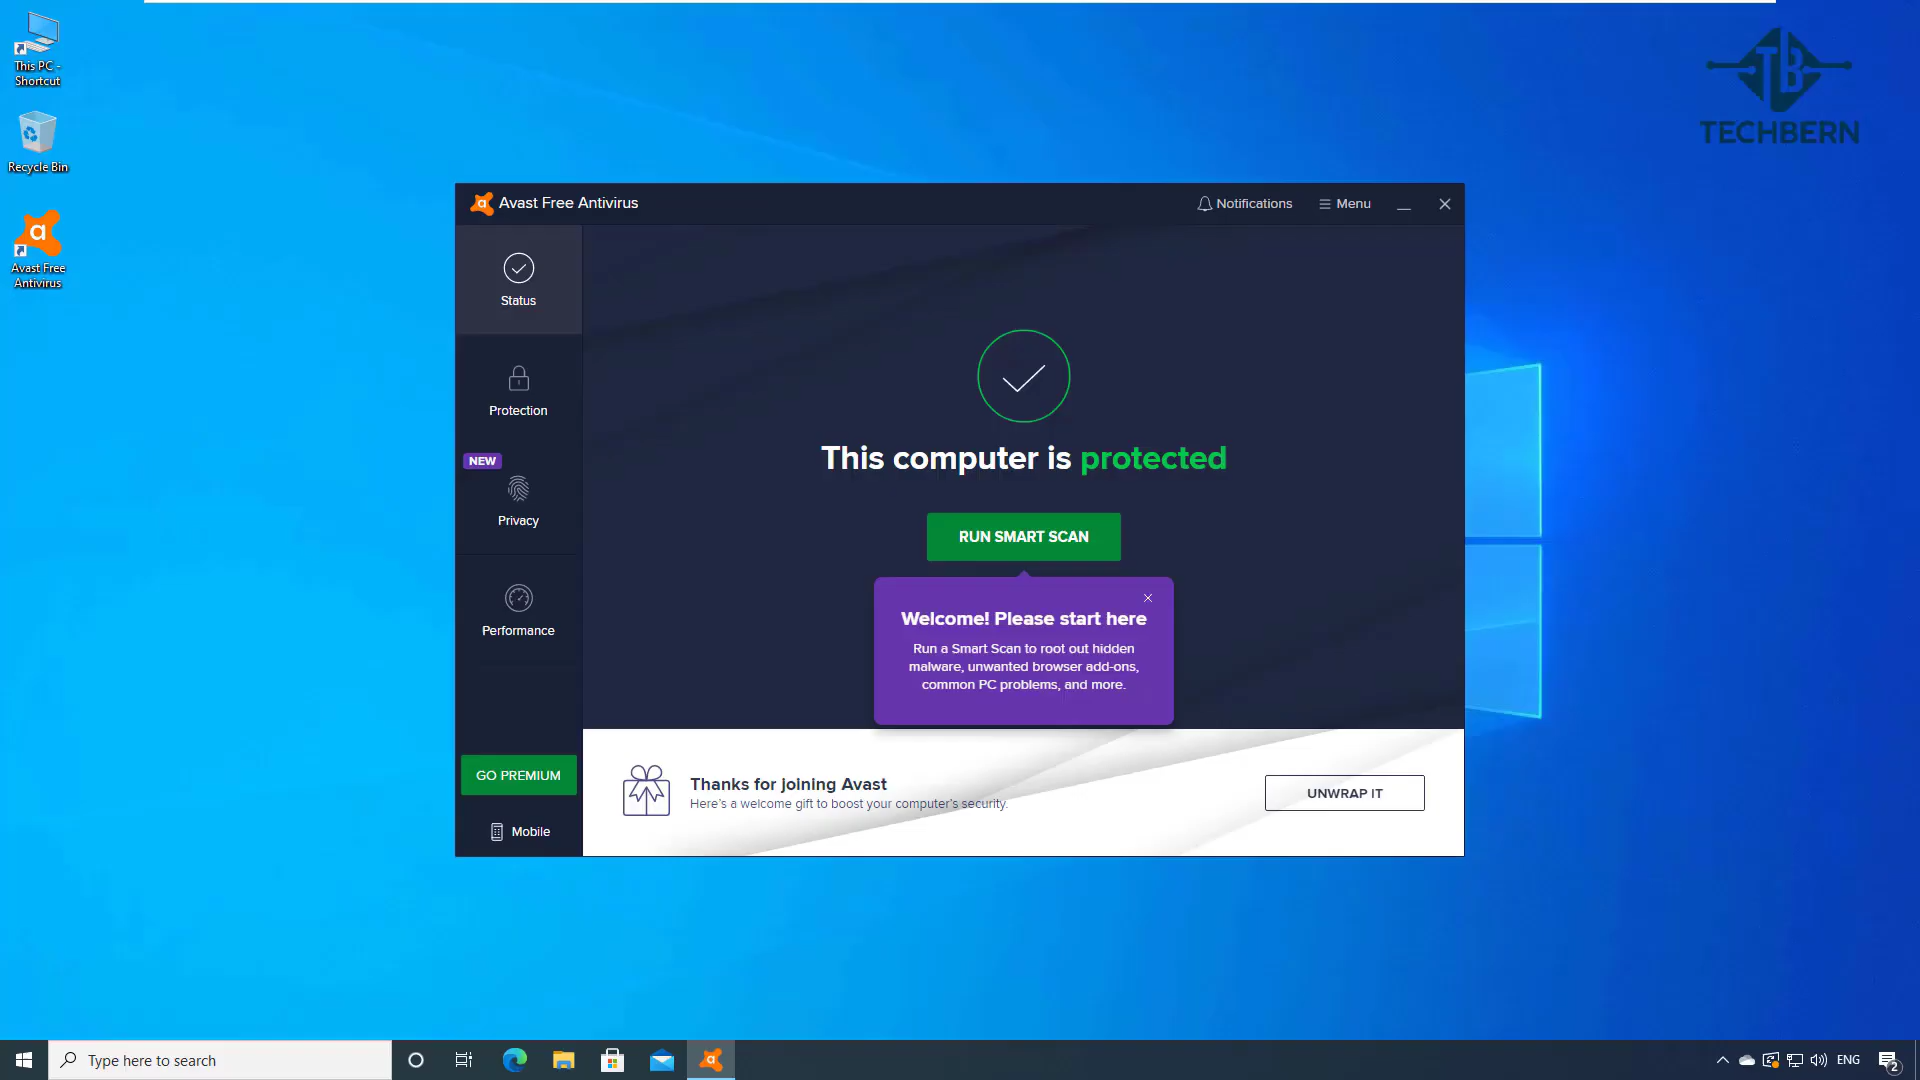 This PC -
Shortcut
Recycle Bin
Avast Free
Antivirus
TB
TECHBERN
a Avast Free Antivirus
Notifications
Menu
Status
Protection
NEW
Privacy
Performance
GO PREMIUM
Mobile
This computer is protected
RUN SMART SCAN
Welcome! Please start here
Run a Smart Scan to root out hidden
malware, unwanted browser add-ons,
common PC problems, and more.
Thanks for joining Avast
Here's a welcome gift to boost your computer's security.
UNWRAP IT
Type here to search
ENG
2